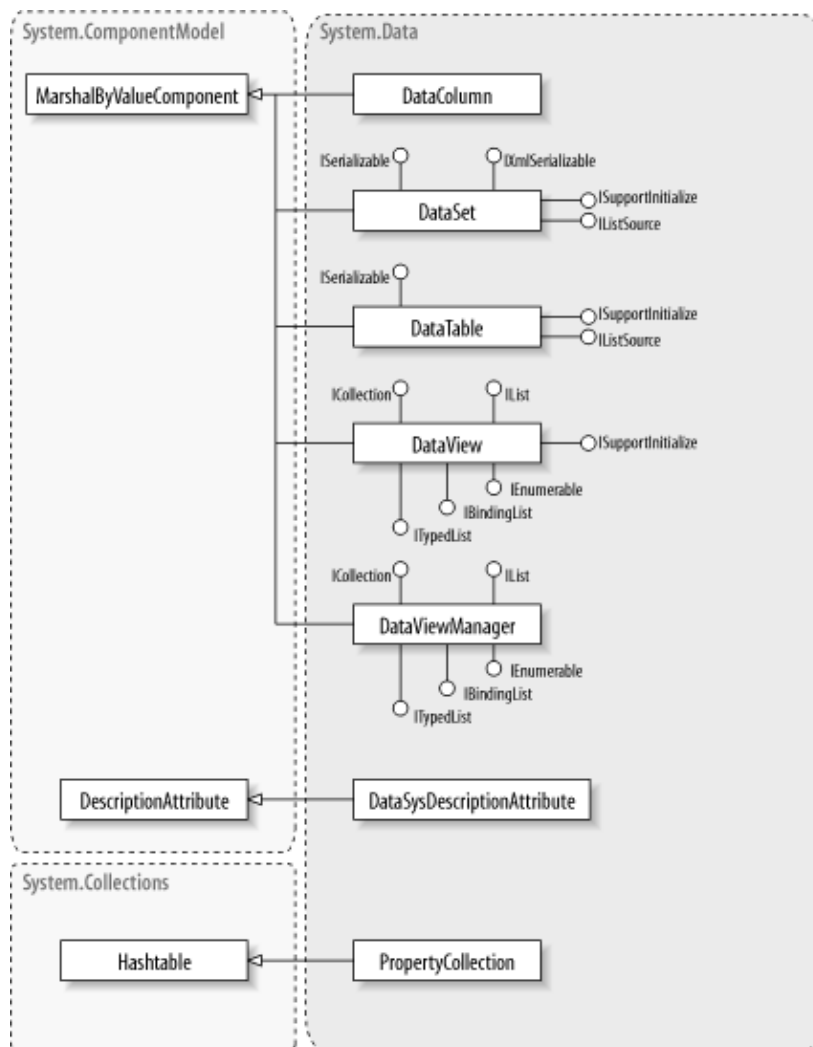 System.ComponentModel
System.Data
MarshalByValueComponent
DataColumn
ISerializable
IXmlSerializable
DataSet
ISupportInitialize
IListSource
ISerializable
DataTable
ISupportInitialize
IListSource
ICollection
IList
DataView
ISupportInitialize
IEnumerable
IBindingList
ITypedList
ICollection
IList
DataViewManager
IEnumerable
IBindingList
ITypedList
DescriptionAttribute
DataSysDescriptionAttribute
System.Collections
Hashtable
PropertyCollection